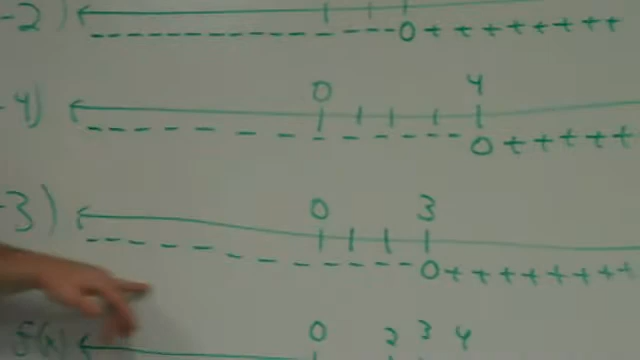 -2) ← - - - - - - - - - - - - - - - - 0 + + + + + + + +
0 4
-4) ← - - - - - - - - - - - - 0 + + + + +
0 3
-3) ← - - - - - - - - - - - - 0 + + + + + + + +
0 2 3 4
f(x) ←